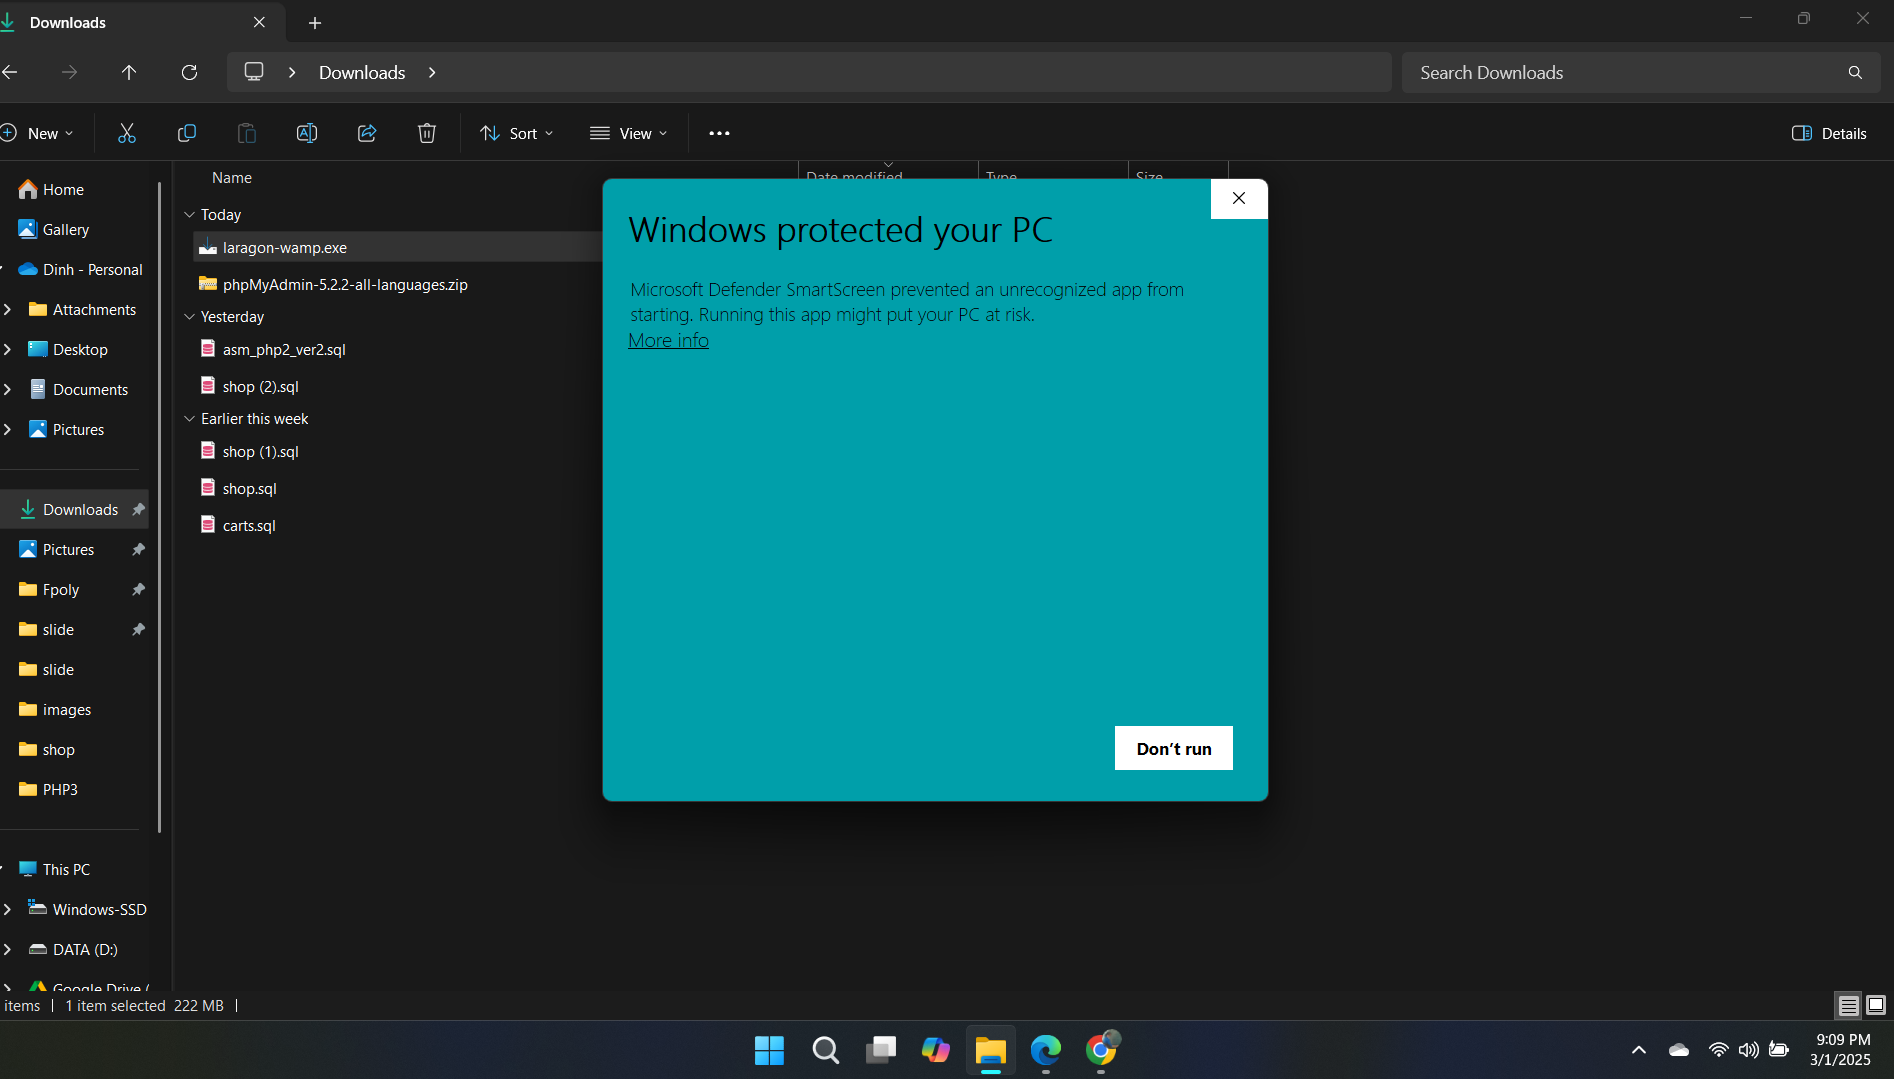 Downloads
Downloads
Search Downloads
New
Sort
View
Details
Name
Date modified
Type
Size
Home
Gallery
Dinh - Personal
Attachments
Desktop
Documents
Pictures
Downloads
Pictures
Fpoly
slide
slide
images
shop
PHP3
This PC
Windows-SSD
DATA (D:)
Google Drive (
Today
laragon-wamp.exe
phpMyAdmin-5.2.2-all-languages.zip
Yesterday
asm_php2_ver2.sql
shop (2).sql
Earlier this week
shop (1).sql
shop.sql
carts.sql
Windows protected your PC
Microsoft Defender SmartScreen prevented an unrecognized app from
starting. Running this app might put your PC at risk.
More info
Don't run
items
1 item selected 222 MB
9:09 PM
3/1/2025